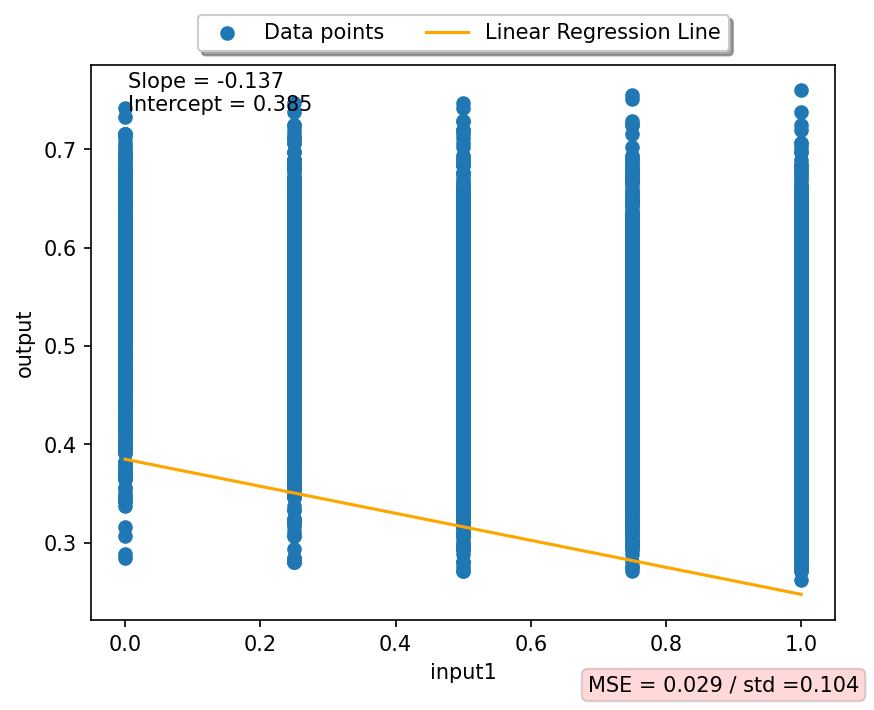 Data points
Linear Regression Line
Slope = -0.137
Intercept = 0.385
0.7
0.6
0.5
0.4
0.3
output
0.0 0.2 0.4 0.6 0.8 1.0
input1
MSE = 0.029 / std =0.104